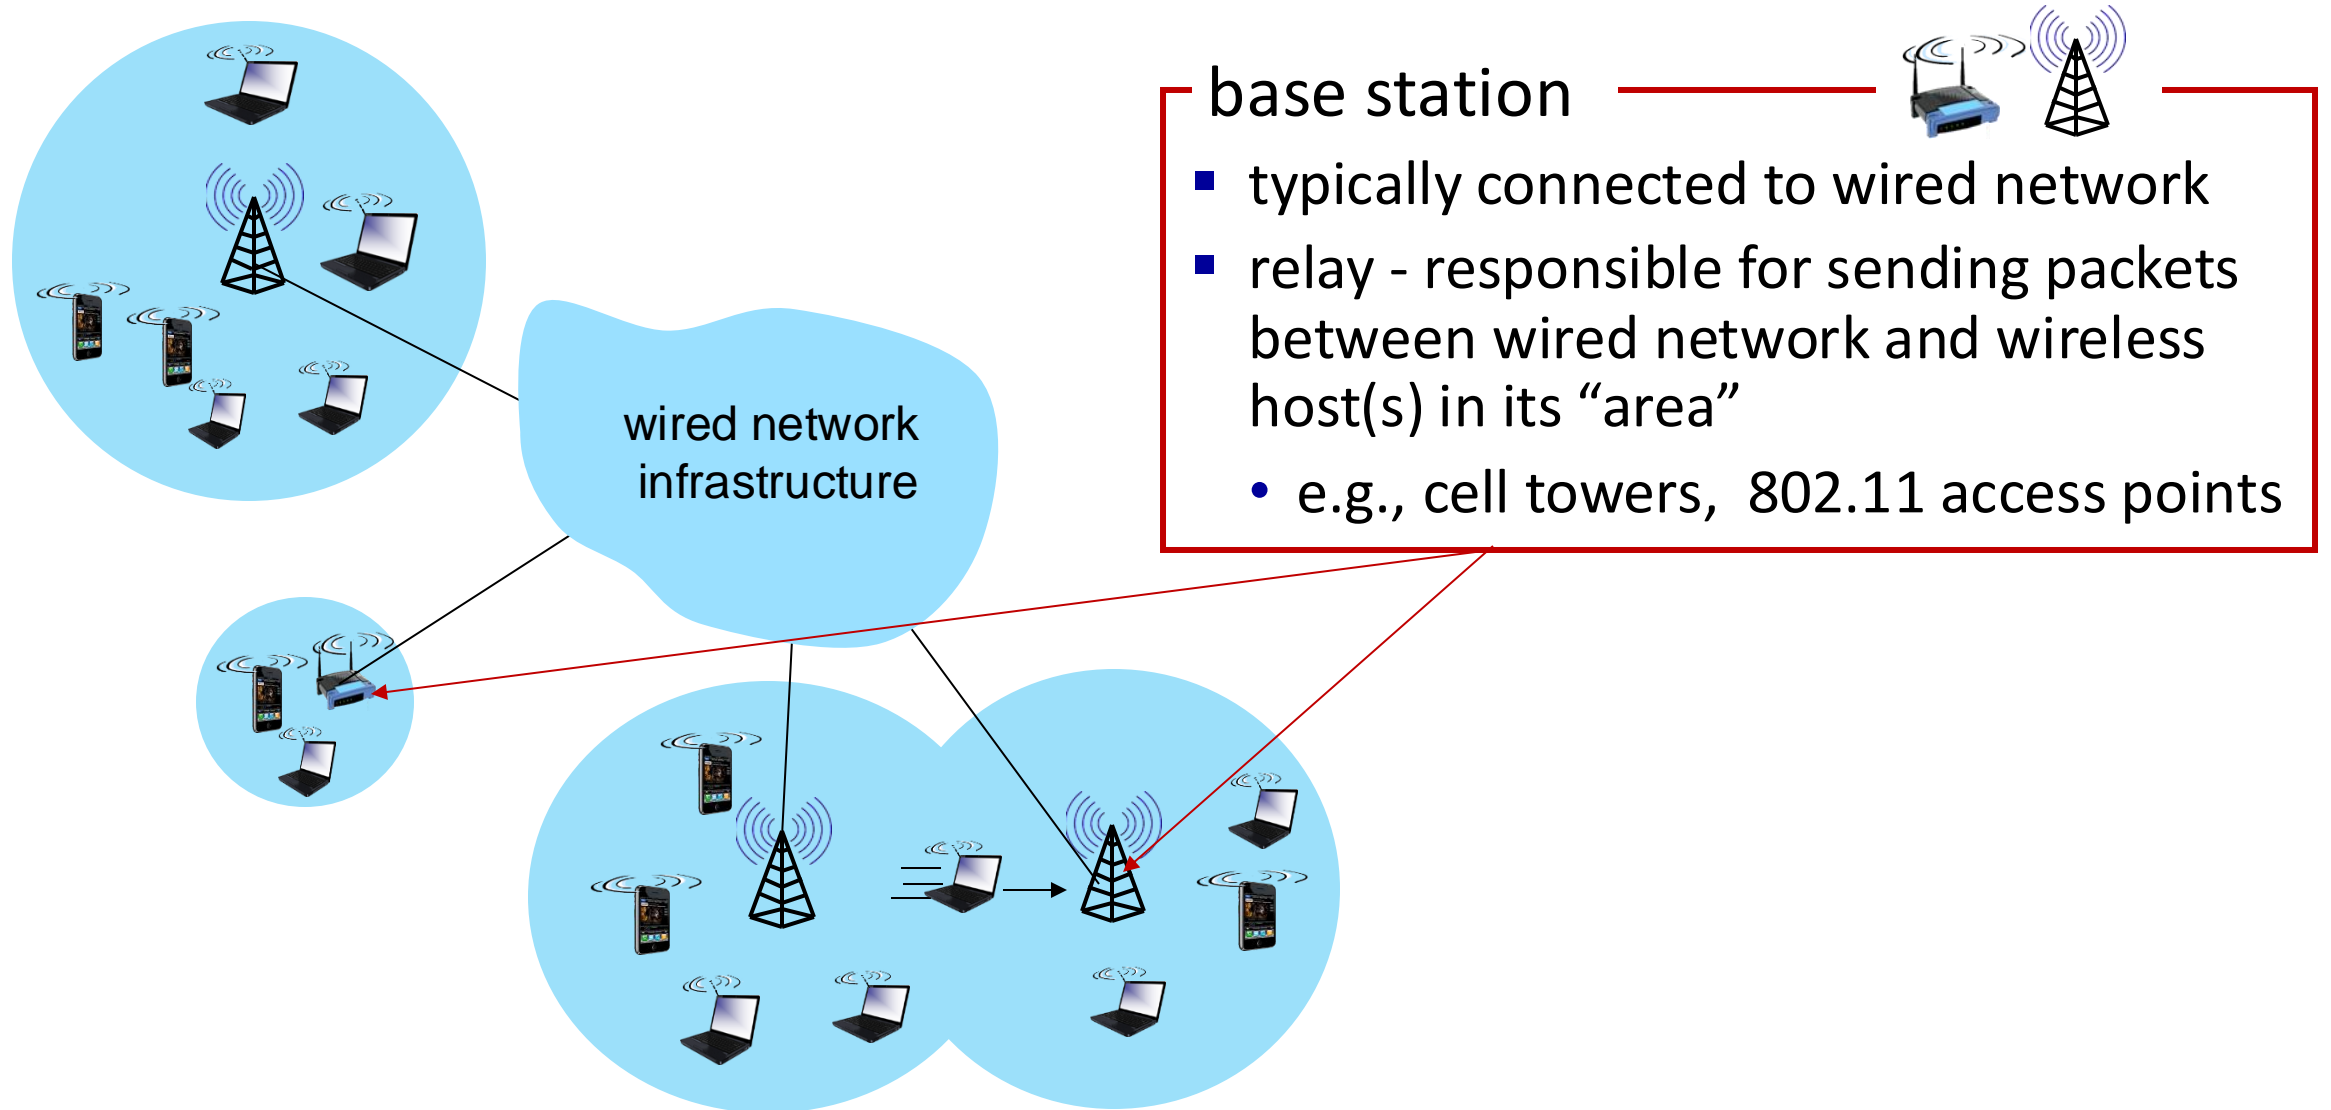 base station
typically connected to wired network
relay - responsible for sending packets
between wired network and wireless
host(s) in its “area”
e.g., cell towers,  802.11 access points
wired network
infrastructure